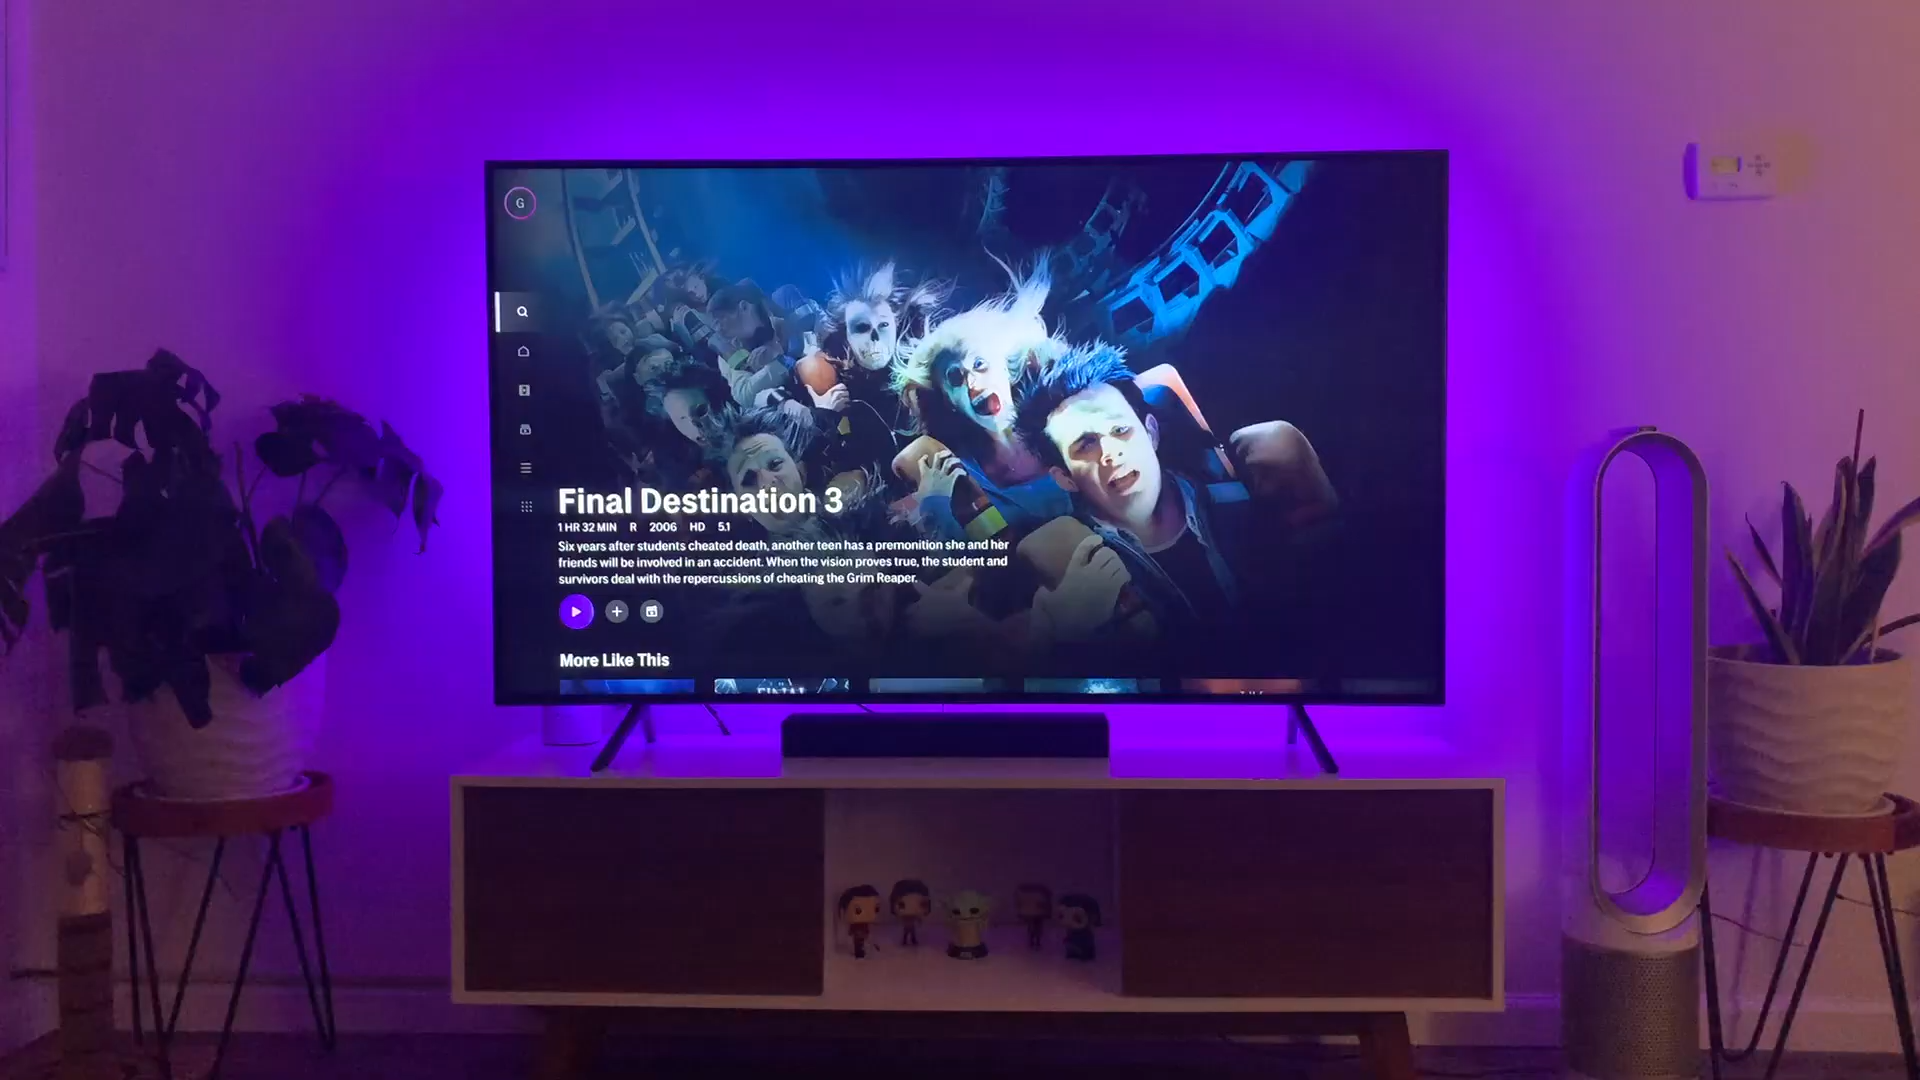 G
Final Destination 3
1 HR 32 MIN R 2006 HD 5.1
Six years after students cheated death, another teen has a premonition she and her
friends will be involved in an accident. When the vision proves true, the student and
survivors deal with the repercussions of cheating the Grim Reaper.
More Like This
FINAL